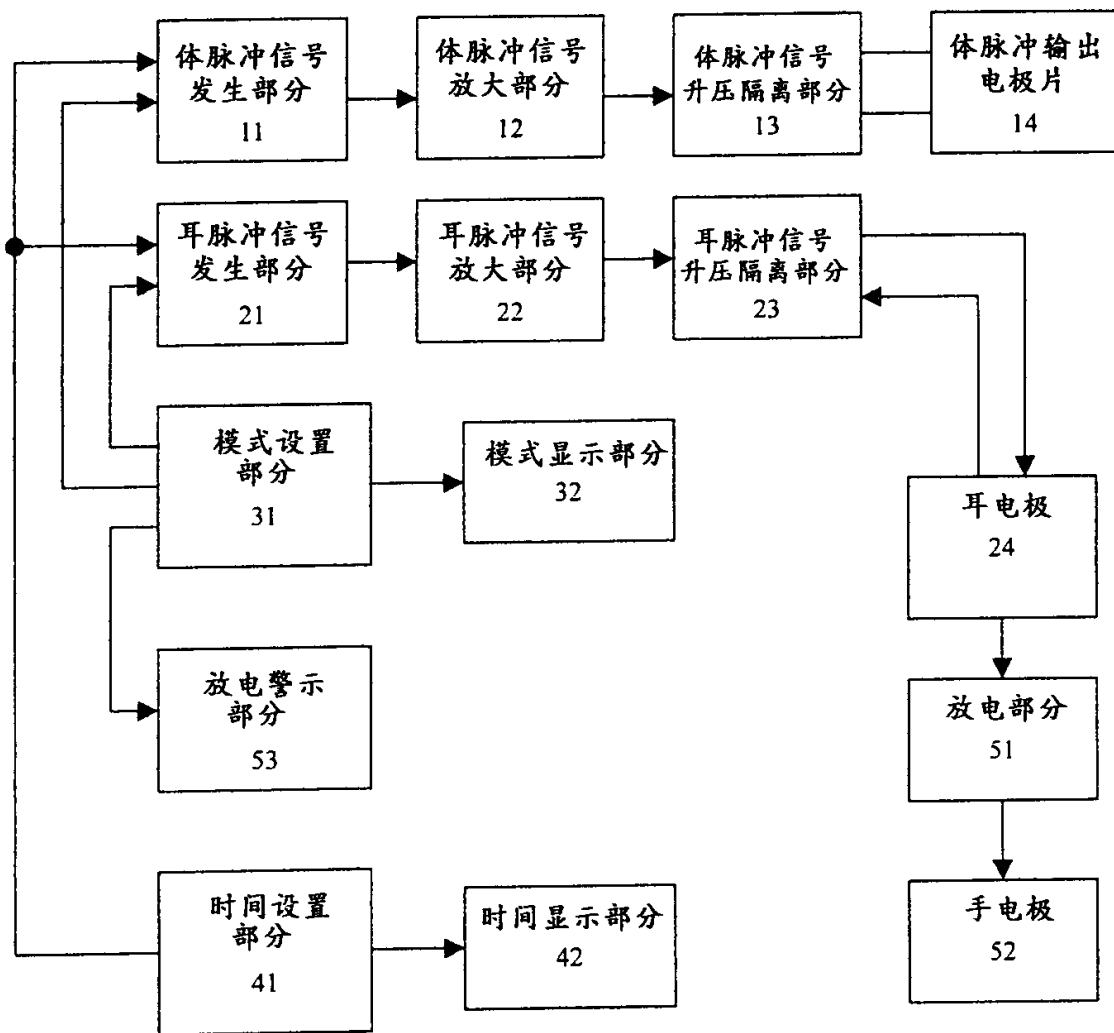 体脉冲信号
发生部分
11
体脉冲信号
放大部分
12
体脉冲信号
升压隔离部分
13
体脉冲输出
电极片
14
耳脉冲信号
发生部分
21
耳脉冲信号
放大部分
22
耳脉冲信号
升压隔离部分
23
模式设置
部分
31
模式显示部分
32
耳电极
24
放电警示
部分
53
放电部分
51
时间设置
部分
41
时间显示部分
42
手电极
52